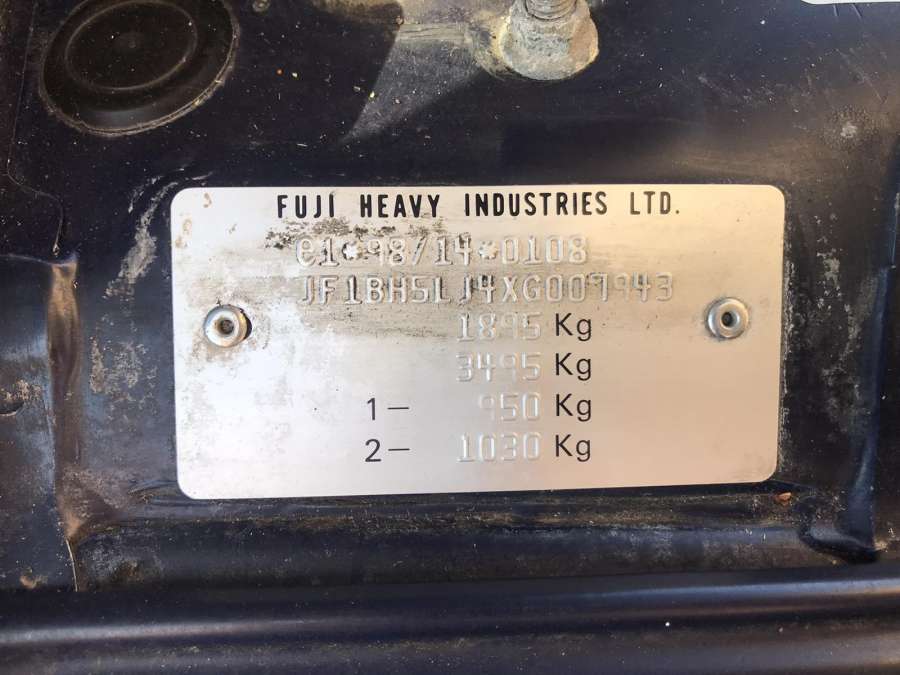 FUJI HEAVY INDUSTRIES LTD.
e1*98/14*0108
JF1BH5LJ4XG007943
1895 Kg
3495 Kg
1- 950 Kg
2- 1030 Kg